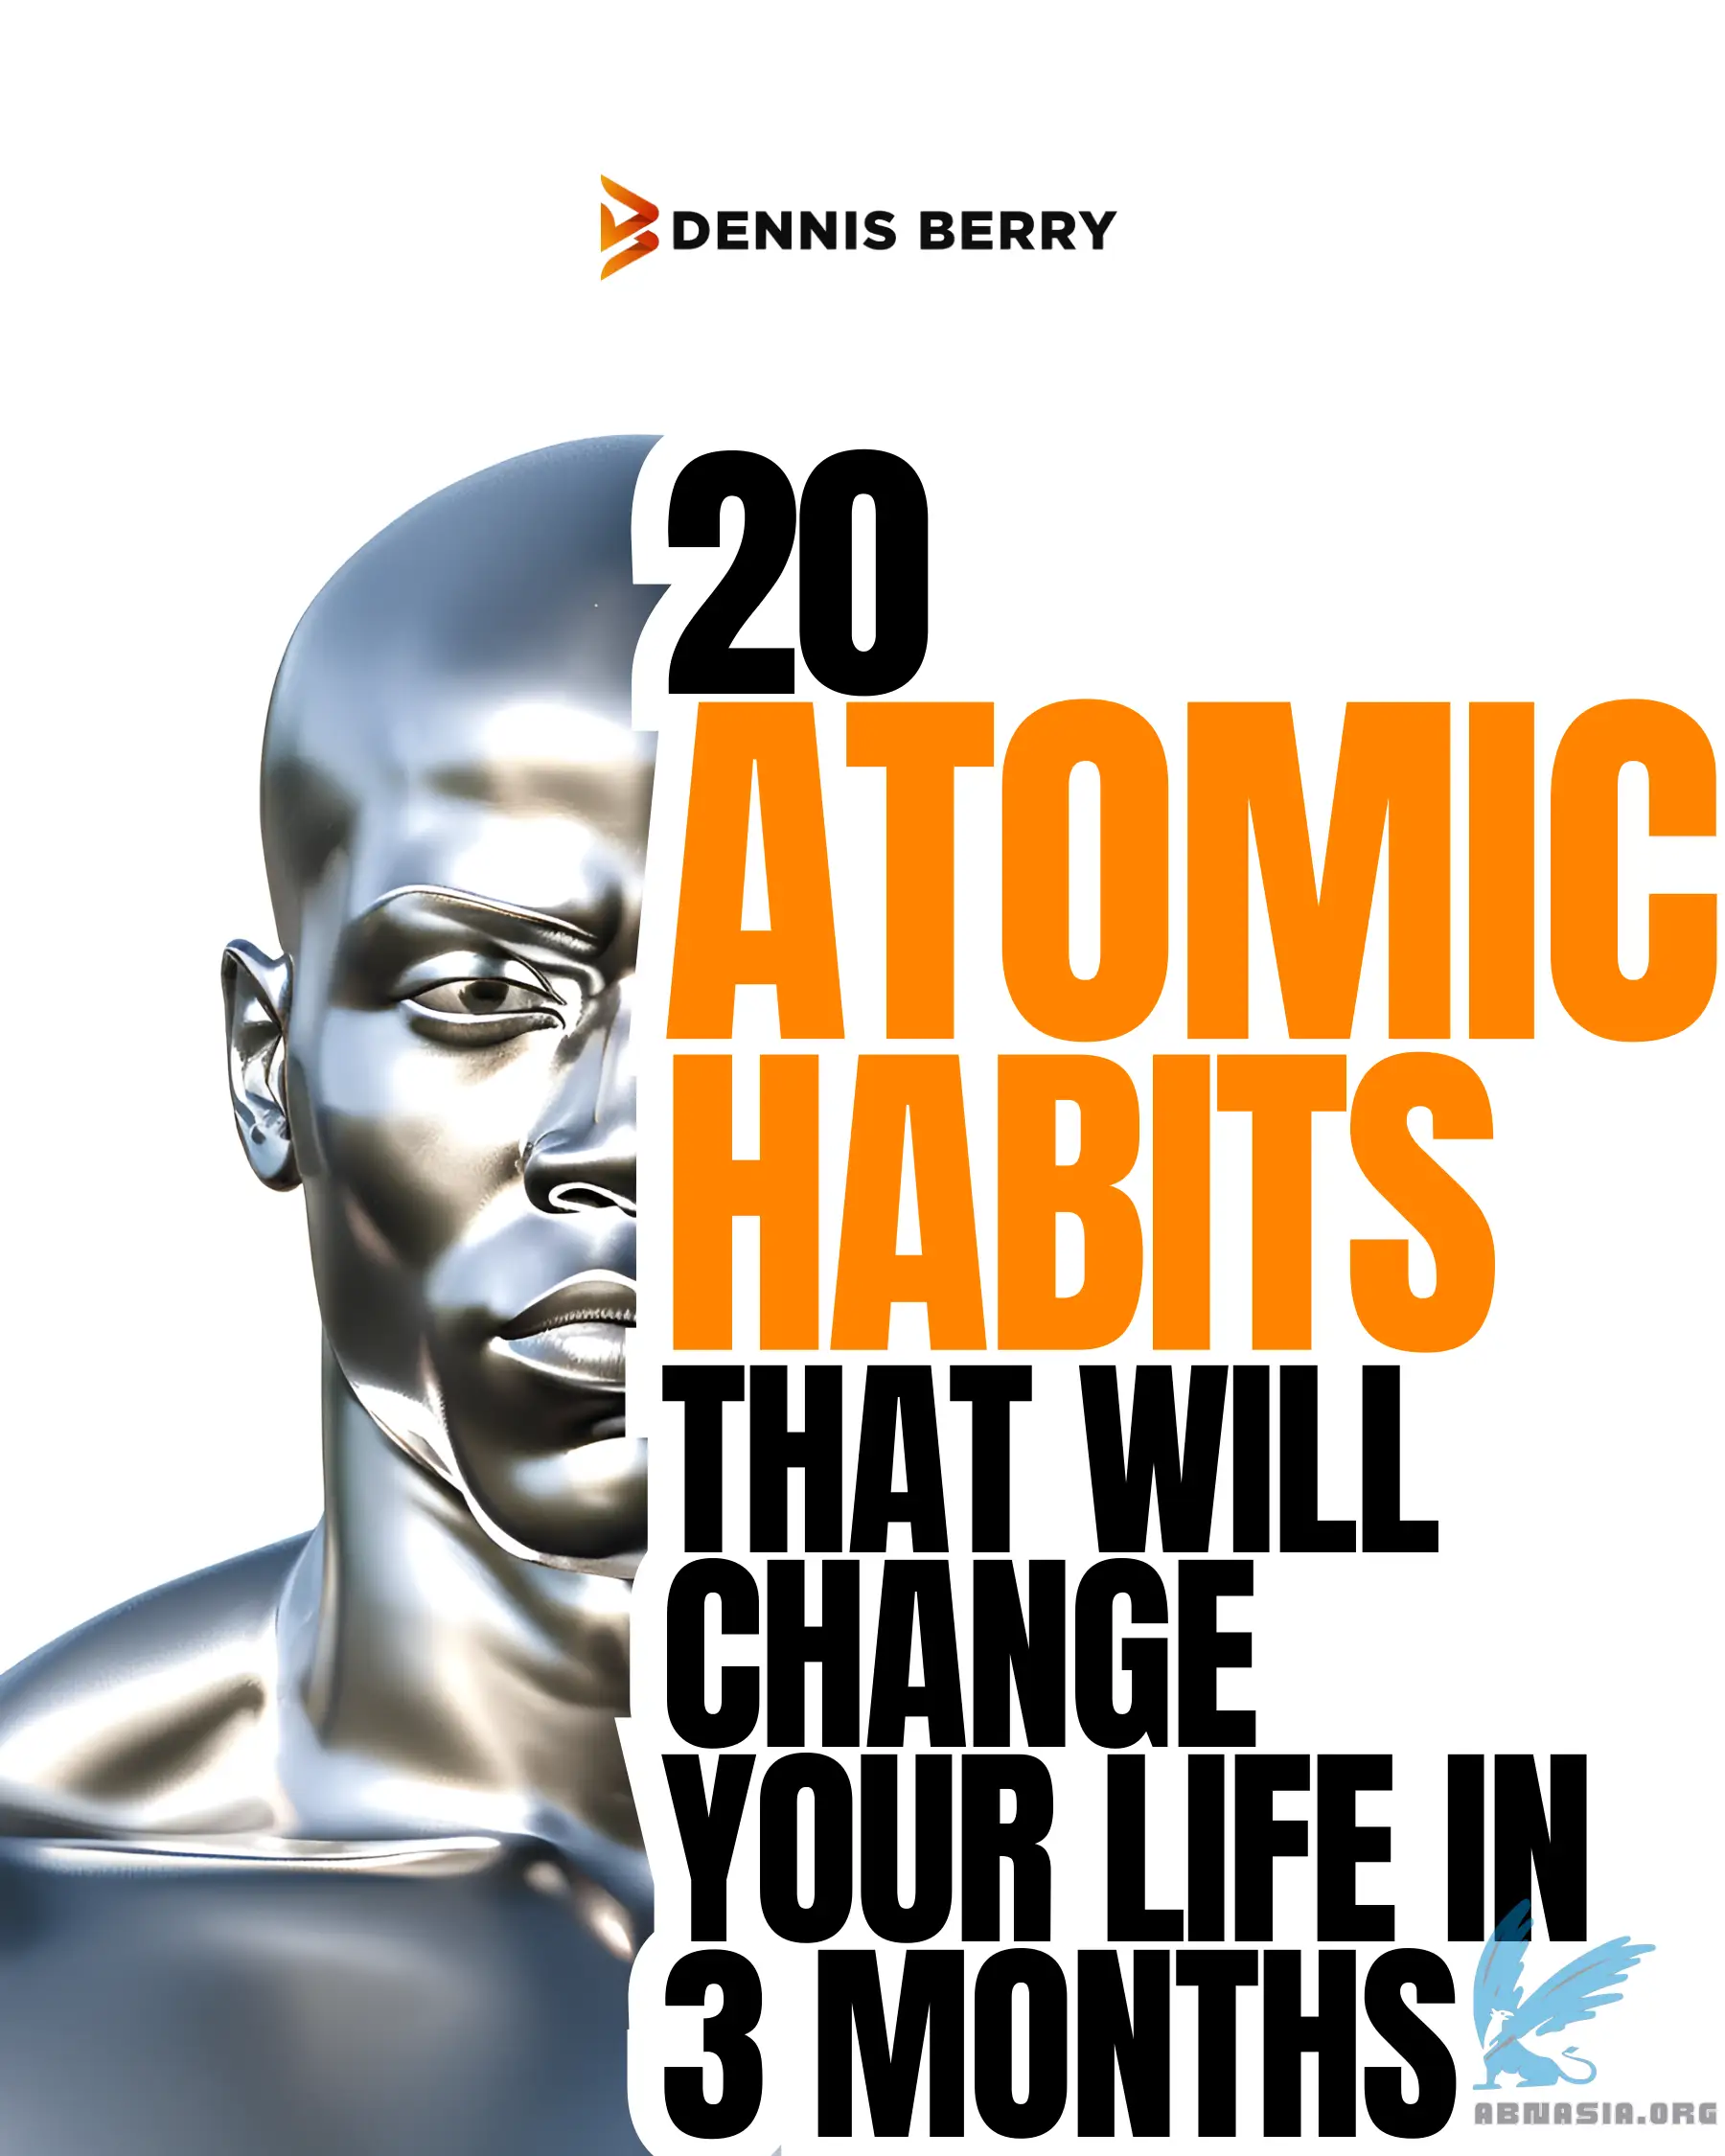 DENNIS BERRY
20
ATOMIC
HABITS
THAT WILL
CHANGE
YOUR LIFE IN
3 MONTHS
ABNASIA.ORG